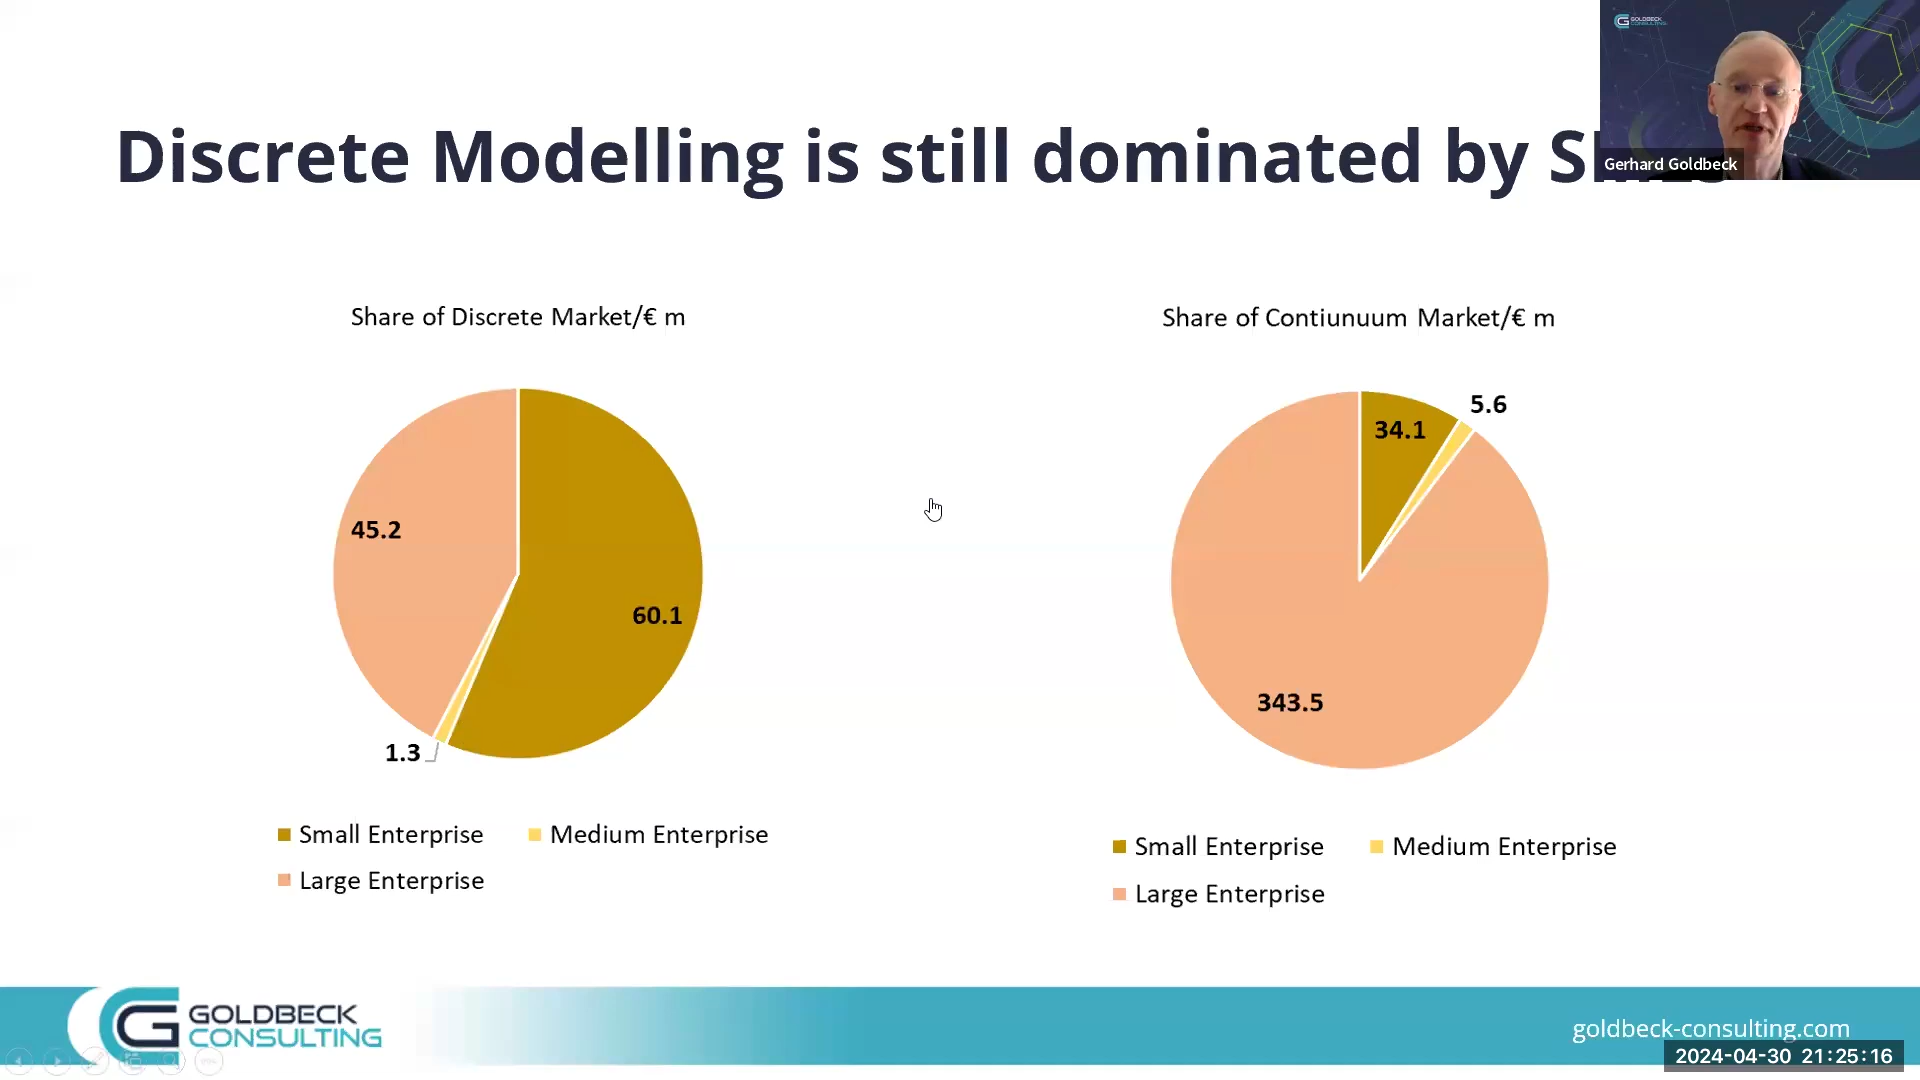 GOLDBECK
CONSULTING
Discrete Modelling is still dominated by
Gerhard Goldbeck
Share of Discrete Market/€ m
Share of Contiunuum Market/€ m
45.2
60.1
1.3
34.1
5.6
343.5
Small Enterprise
Medium Enterprise
Large Enterprise
Small Enterprise
Medium Enterprise
Large Enterprise
GOLDBECK
CONSULTING
goldbeck-consulting.com
2024-04-30 21:25:16